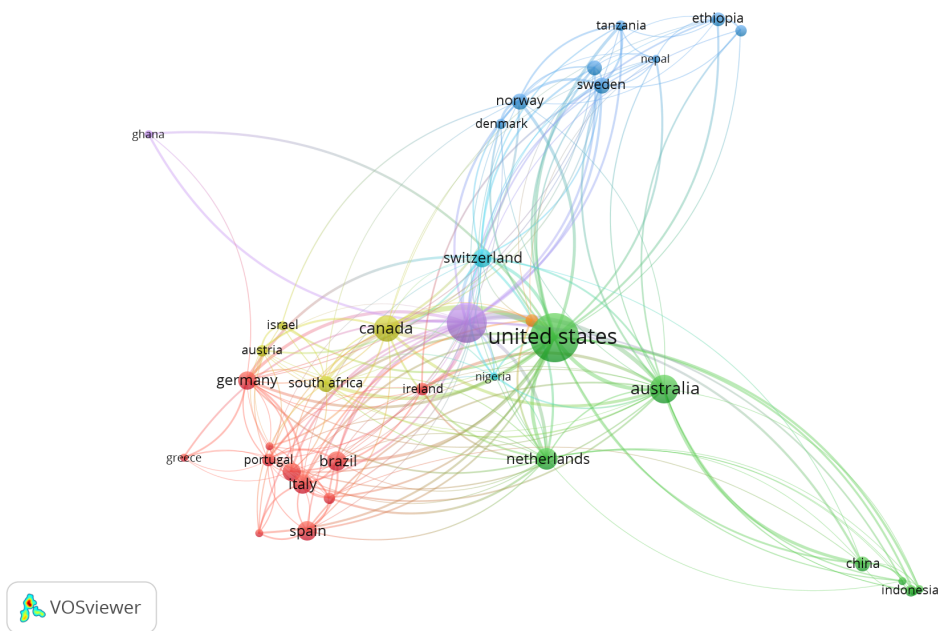 tanzania
ethiopia
nepal
sweden
norway
denmark
ghana
switzerland
israel
canada
united states
austria
germany
south africa
ireland
nigeria
australia
greece
portugal
brazil
netherlands
italy
spain
china
indonesia
VOSviewer